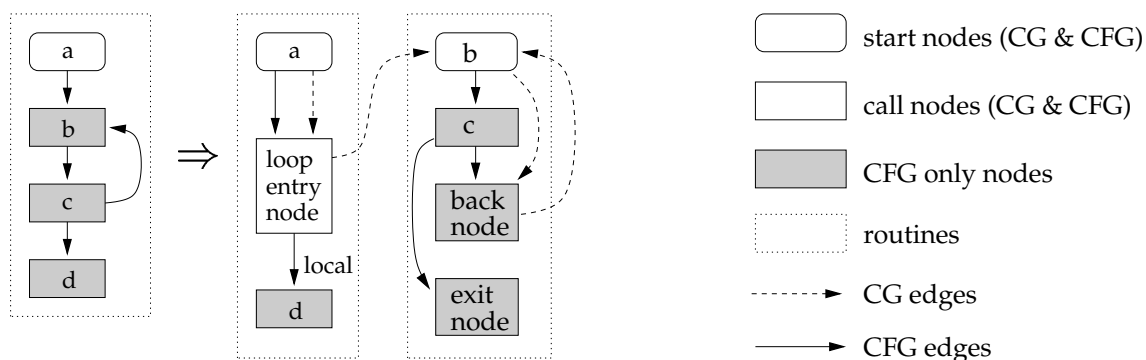 a
b
c
d
⇒
a
loop
entry
node
local
d
b
c
back
node
exit
node
start nodes (CG & CFG)
call nodes (CG & CFG)
CFG only nodes
routines
CG edges
CFG edges